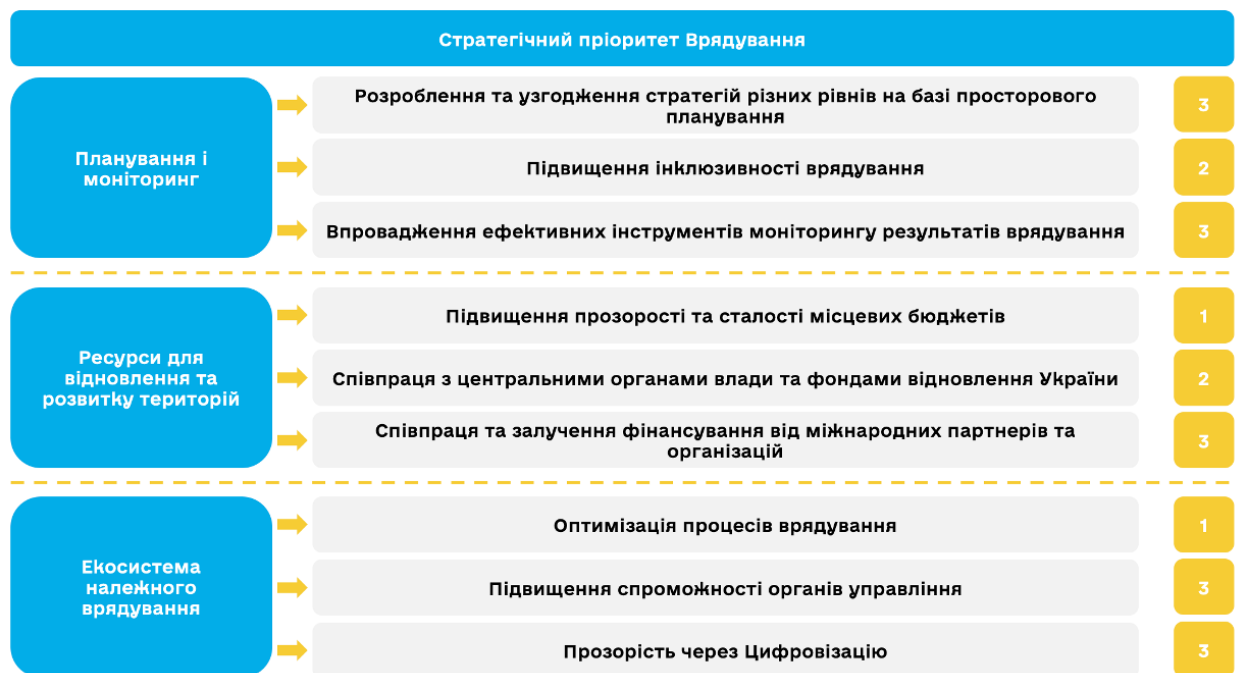 Стратегічний пріоритет Врядування
Планування і
моніторинг
Розроблення та узгодження стратегій різних рівнів на базі просторового
планування
3
Підвищення інклюзивності врядування
2
Впровадження ефективних інструментів моніторингу результатів врядування
3
Ресурси для
відновлення та
розвитку територій
Підвищення прозорості та сталості місцевих бюджетів
1
Співпраця з центральними органами влади та фондами відновлення України
2
Співпраця та залучення фінансування від міжнародних партнерів та
організацій
3
Екосистема
належного
врядування
Оптимізація процесів врядування
1
Підвищення спроможності органів управління
3
Прозорість через Цифровізацію
3